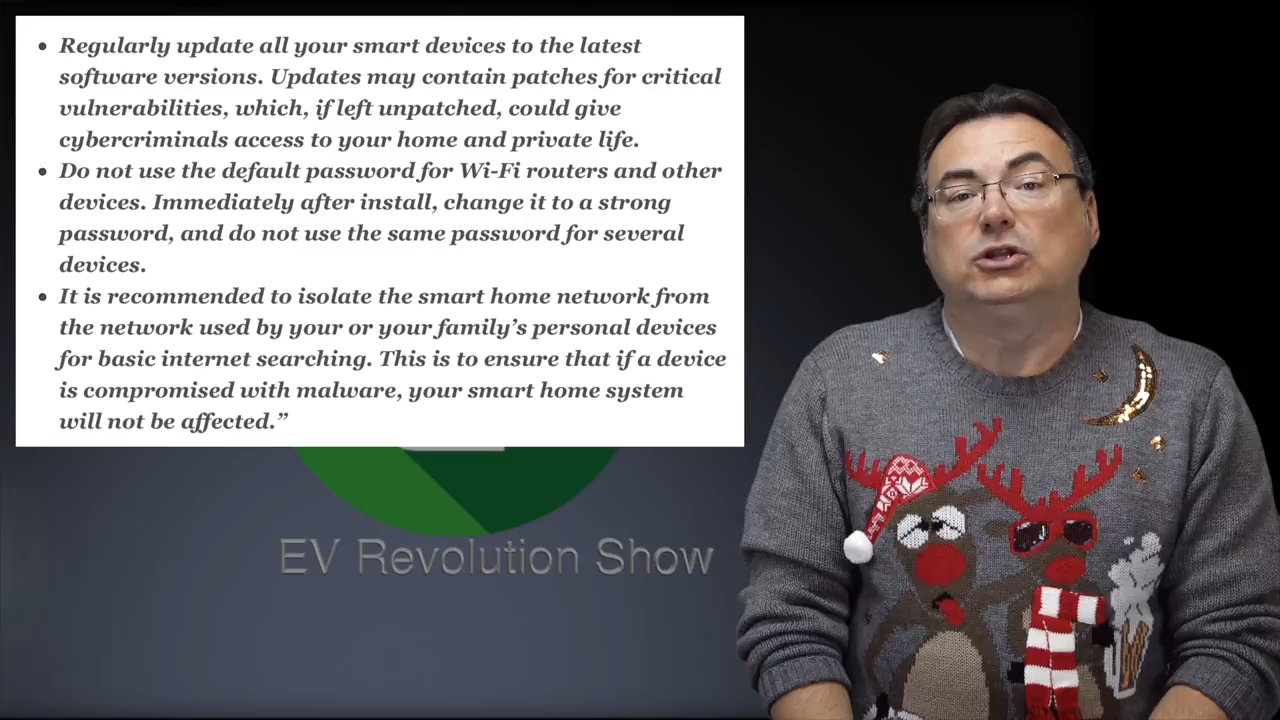 • Regularly update all your smart devices to the latest
software versions. Updates may contain patches for critical
vulnerabilities, which, if left unpatched, could give
cybercriminals access to your home and private life.
• Do not use the default password for Wi-Fi routers and other
devices. Immediately after install, change it to a strong
password, and do not use the same password for several
devices.
• It is recommended to isolate the smart home network from
the network used by your or your family’s personal devices
for basic internet searching. This is to ensure that if a device
is compromised with malware, your smart home system
will not be affected.”
EV Revolution Show